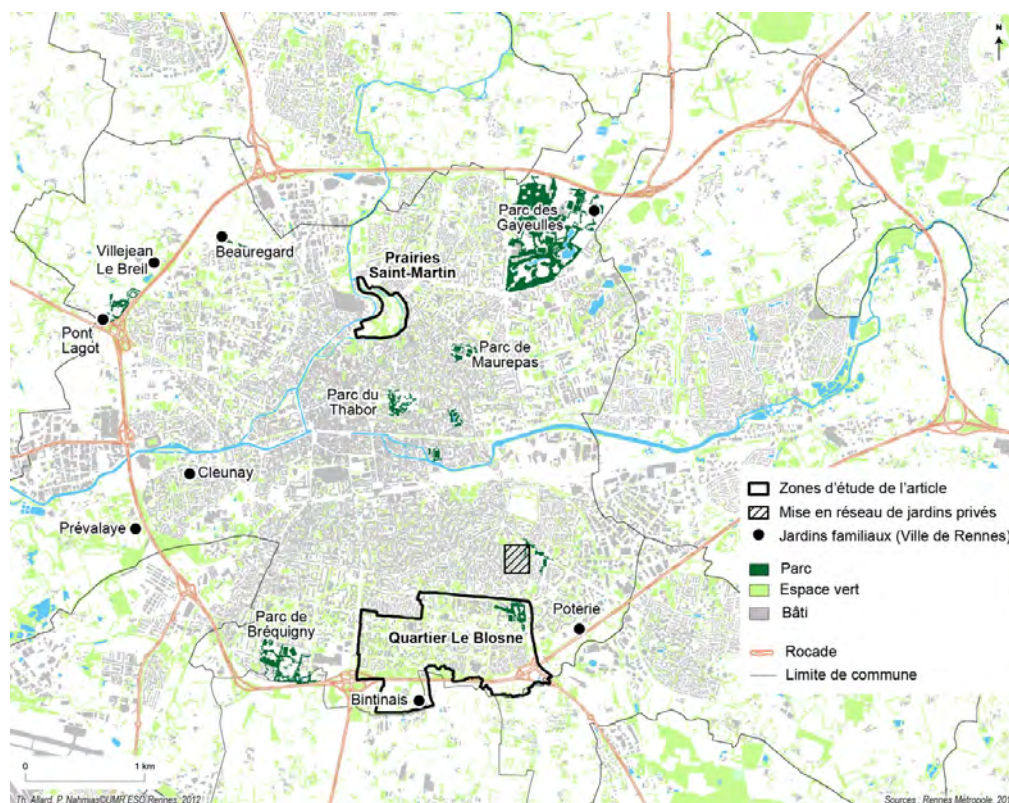 N
Parc des
Gayeulles
Beauregard
Villejean
Le Breil
Prairies
Saint-Martin
Pont
Lagot
Parc de
Maurepas
Parc du
Thabor
Cleunay
Prévalaye
Zones d'étude de l'article
Mise en réseau de jardins privés
Jardins familiaux (Ville de Rennes)
Parc
Espace vert
Bâti
Rocade
Limite de commune
Poterie
Parc de
Bréquigny
Quartier Le Blosne
Bintinais
0 1 km
Th. Allard, P. Nahmias©UMR ESO Rennes, 2012
Sources : Rennes Métropole, 201